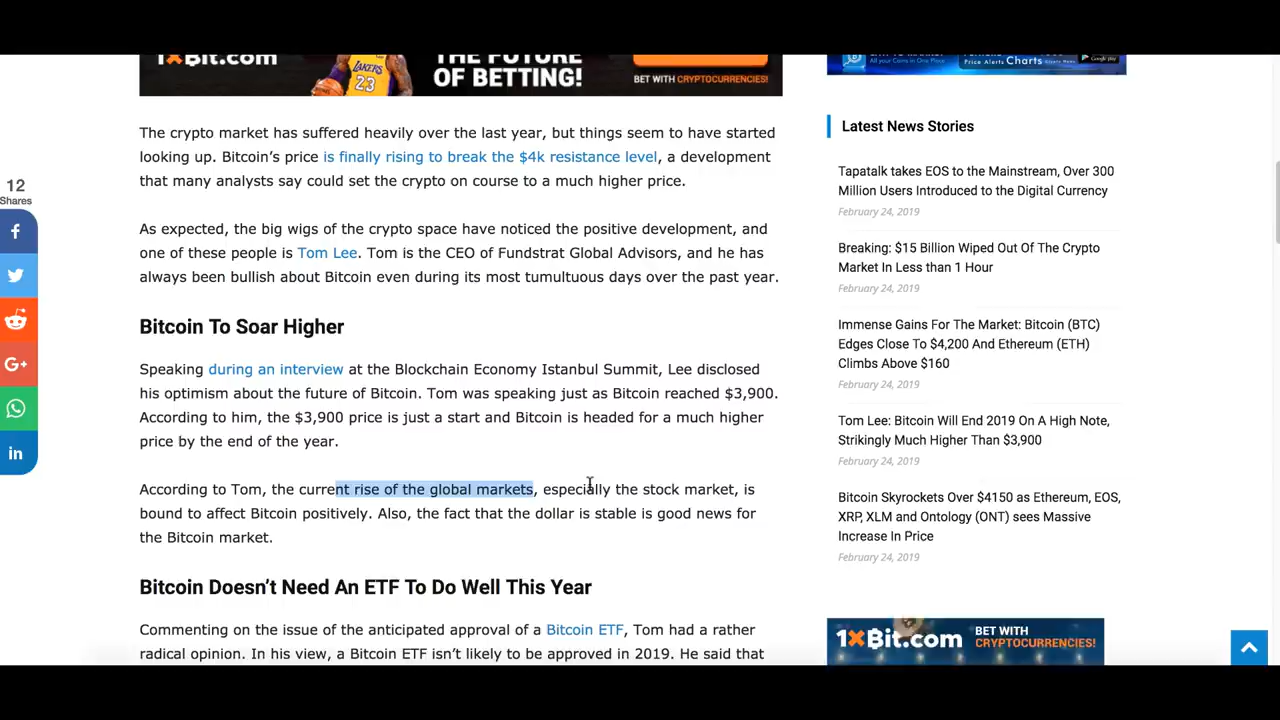 1xBit.com
THE FUTURE
OF BETTING!
LAKERS
23
BET WITH CRYPTOCURRENCIES!
The crypto market has suffered heavily over the last year, but things seem to have started
looking up. Bitcoin’s price is finally rising to break the $4k resistance level, a development
that many analysts say could set the crypto on course to a much higher price.
As expected, the big wigs of the crypto space have noticed the positive development, and
one of these people is Tom Lee. Tom is the CEO of Fundstrat Global Advisors, and he has
always been bullish about Bitcoin even during its most tumultuous days over the past year.
Bitcoin To Soar Higher
Speaking during an interview at the Blockchain Economy Istanbul Summit, Lee disclosed
his optimism about the future of Bitcoin. Tom was speaking just as Bitcoin reached $3,900.
According to him, the $3,900 price is just a start and Bitcoin is headed for a much higher
price by the end of the year.
According to Tom, the current rise of the global markets, especially the stock market, is
bound to affect Bitcoin positively. Also, the fact that the dollar is stable is good news for
the Bitcoin market.
Bitcoin Doesn’t Need An ETF To Do Well This Year
Commenting on the issue of the anticipated approval of a Bitcoin ETF, Tom had a rather
radical opinion. In his view, a Bitcoin ETF isn’t likely to be approved in 2019. He said that
12
Shares
f
G+
in
All your Coins in One Place
Price Alerts Charts
Google play
Latest News Stories
Tapatalk takes EOS to the Mainstream, Over 300
Million Users Introduced to the Digital Currency
February 24, 2019
Breaking: $15 Billion Wiped Out Of The Crypto
Market In Less than 1 Hour
February 24, 2019
Immense Gains For The Market: Bitcoin (BTC)
Edges Close To $4,200 And Ethereum (ETH)
Climbs Above $160
February 24, 2019
Tom Lee: Bitcoin Will End 2019 On A High Note,
Strikingly Much Higher Than $3,900
February 24, 2019
Bitcoin Skyrockets Over $4150 as Ethereum, EOS,
XRP, XLM and Ontology (ONT) sees Massive
Increase In Price
February 24, 2019
1xBit.com
BET WITH
CRYPTOCURRENCIES!